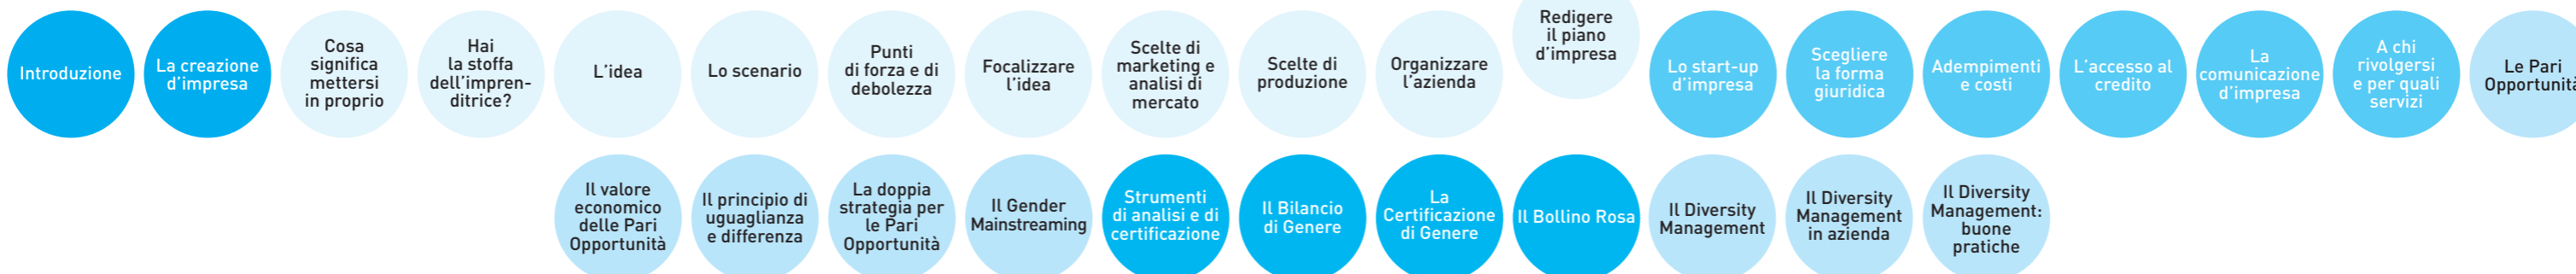 Introduzione
La creazione
d'impresa
Cosa
significa
mettersi
in proprio
Hai
la stoffa
dell'impren-
ditrice?
L'idea
Lo scenario
Punti
di forza e di
debolezza
Focalizzare
l'idea
Scelte di
marketing e
analisi di
mercato
Scelte di
produzione
Organizzare
l'azienda
Redigere
il piano
d'impresa
Lo start-up
d'impresa
Scegliere
la forma
giuridica
Adempimenti
e costi
L'accesso al
credito
La
comunicazione
d'impresa
A chi
rivolgersi
e per quali
servizi
Le Pari
Opportunità
Il valore
economico
delle Pari
Opportunità
Il principio di
uguaglianza
e differenza
La doppia
strategia per
le Pari
Opportunità
Il Gender
Mainstreaming
Strumenti
di analisi e di
certificazione
Il Bilancio
di Genere
La
Certificazione
di Genere
Il Bollino Rosa
Il Diversity
Management
Il Diversity
Management
in azienda
Il Diversity
Management:
buone
pratiche